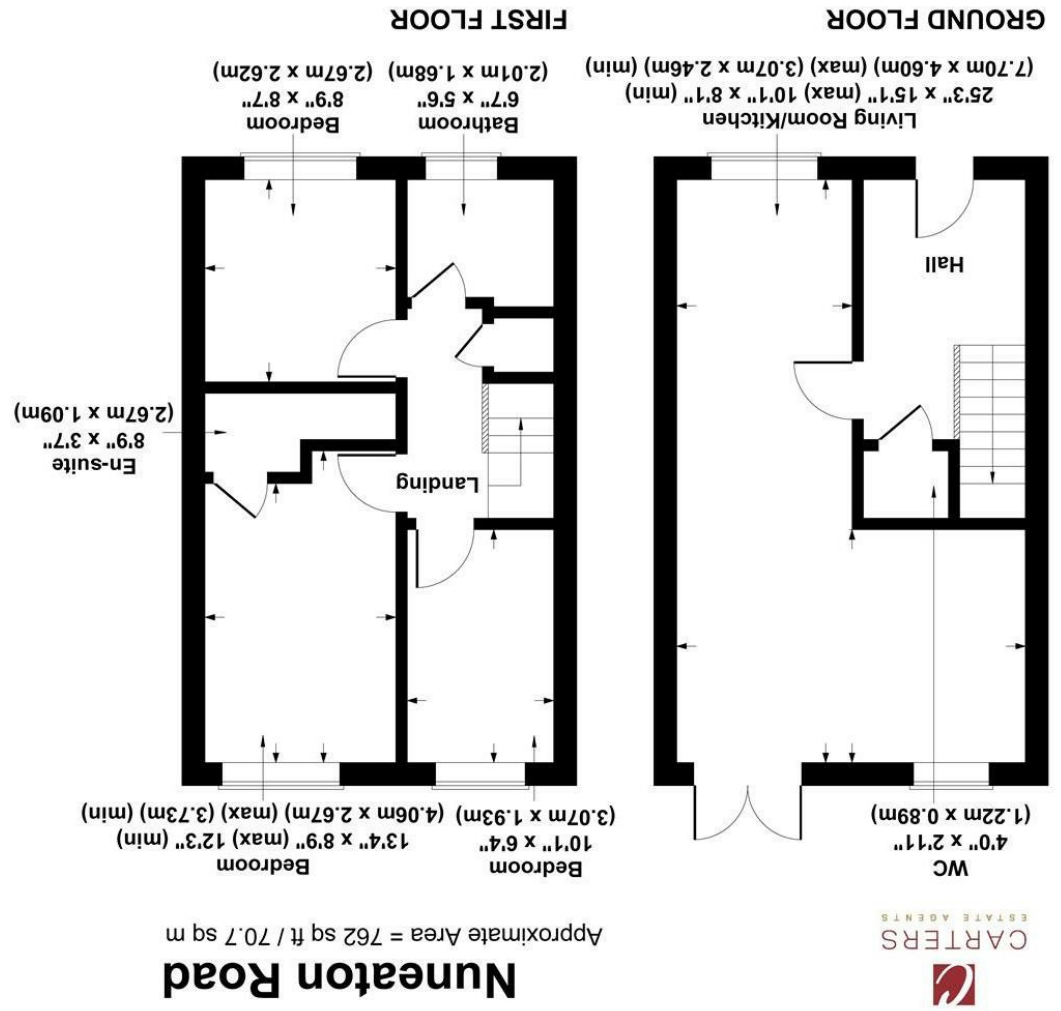 CARTERS
ESTATE AGENTS
Nuneaton Road
Approximate Area = 762 sq ft / 70.7 sq m
WC
4'0" x 2'11"
(1.22m x 0.89m)
Hall
Living Room/Kitchen
25'3" x 15'1" (max) 10'1" x 8'1" (min)
(7.70m x 4.60m) (max) (3.07m x 2.46m) (min)
GROUND FLOOR
Bedroom
10'1" x 6'4"
(3.07m x 1.93m)
Bedroom
13'4" x 8'9" (max) 12'3" (min)
(4.06m x 2.67m) (max) (3.73m) (min)
Landing
En-suite
8'9" x 3'7"
(2.67m x 1.09m)
Bathroom
6'7" x 5'6"
(2.01m x 1.68m)
Bedroom
8'9" x 8'7"
(2.67m x 2.62m)
FIRST FLOOR